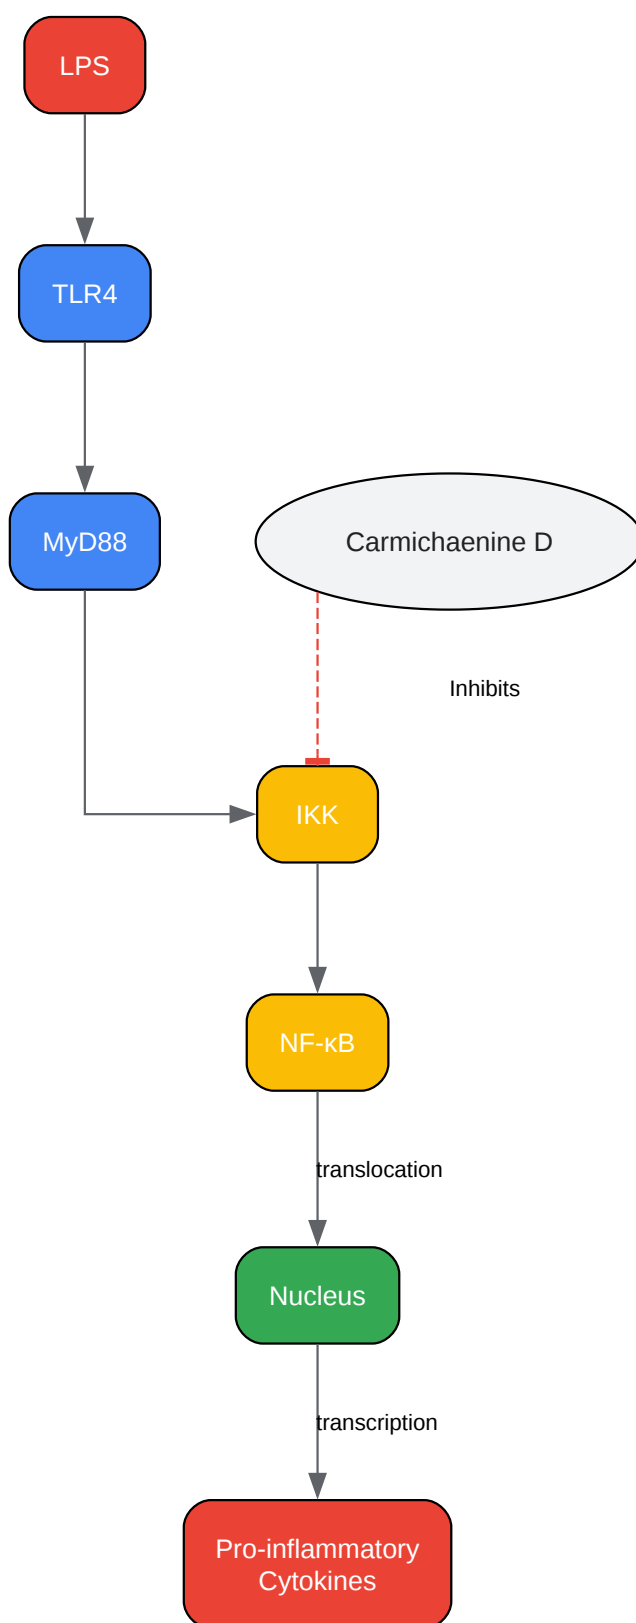 LPS
TLR4
MyD88
Carmichaenine D
Inhibits
IKK
NF-κB
translocation
Nucleus
transcription
Pro-inflammatory
Cytokines